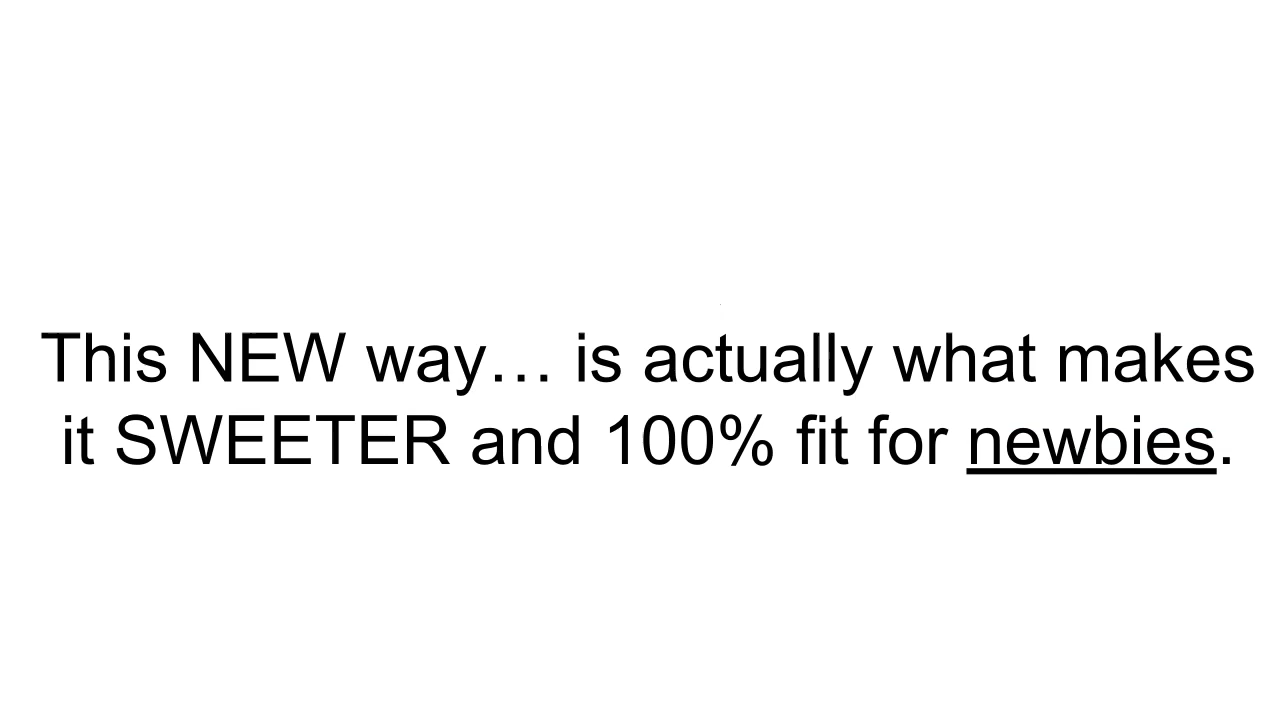 This NEW way… is actually what makes
it SWEETER and 100% fit for newbies.